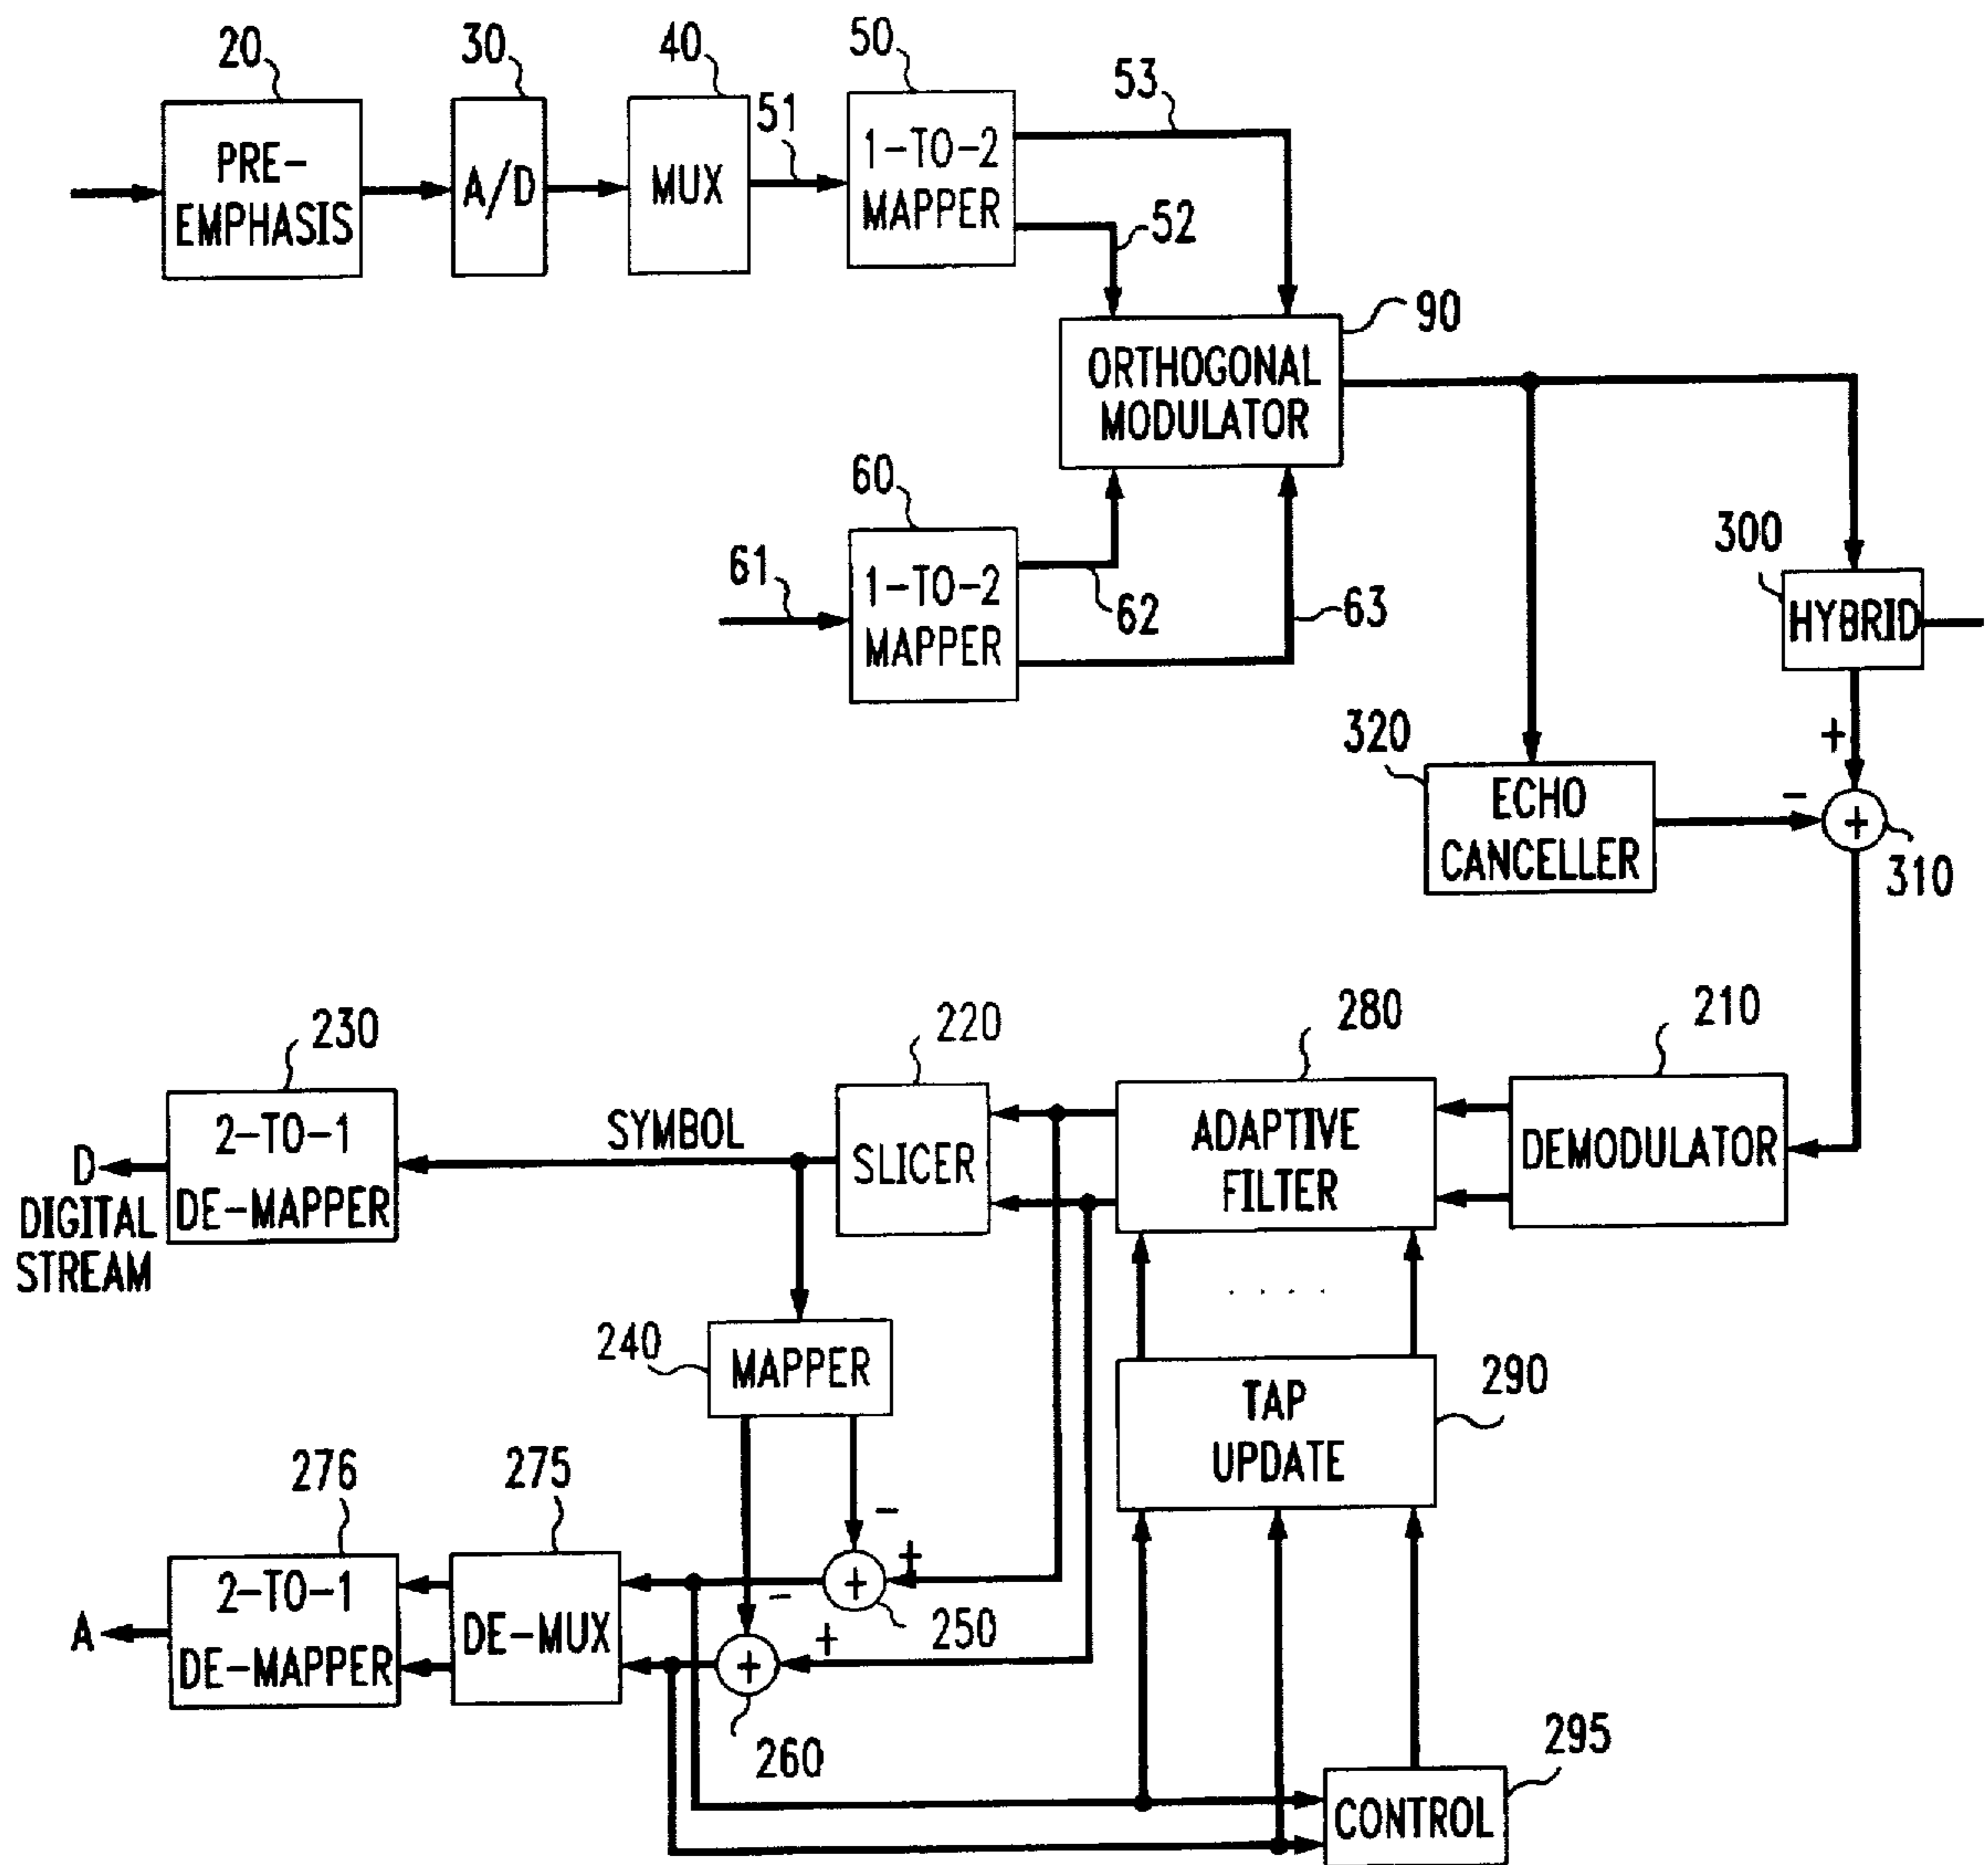 20
30
40
50
53
51
PRE-
EMPHASIS
A/D
MUX
1-TO-2
MAPPER
52
90
ORTHOGONAL
MODULATOR
60
61
1-TO-2
MAPPER
62
63
300
HYBRID
320
+
ECHO
CANCELLER
-
+
310
230
220
280
210
2-TO-1
DE-MAPPER
SYMBOL
SLICER
ADAPTIVE
FILTER
DEMODULATOR
D
DIGITAL
STREAM
. . . .
240
MAPPER
TAP
UPDATE
290
276
275
-
+
2-TO-1
DE-MAPPER
DE-MUX
+
-
250
A
+
+
260
295
CONTROL